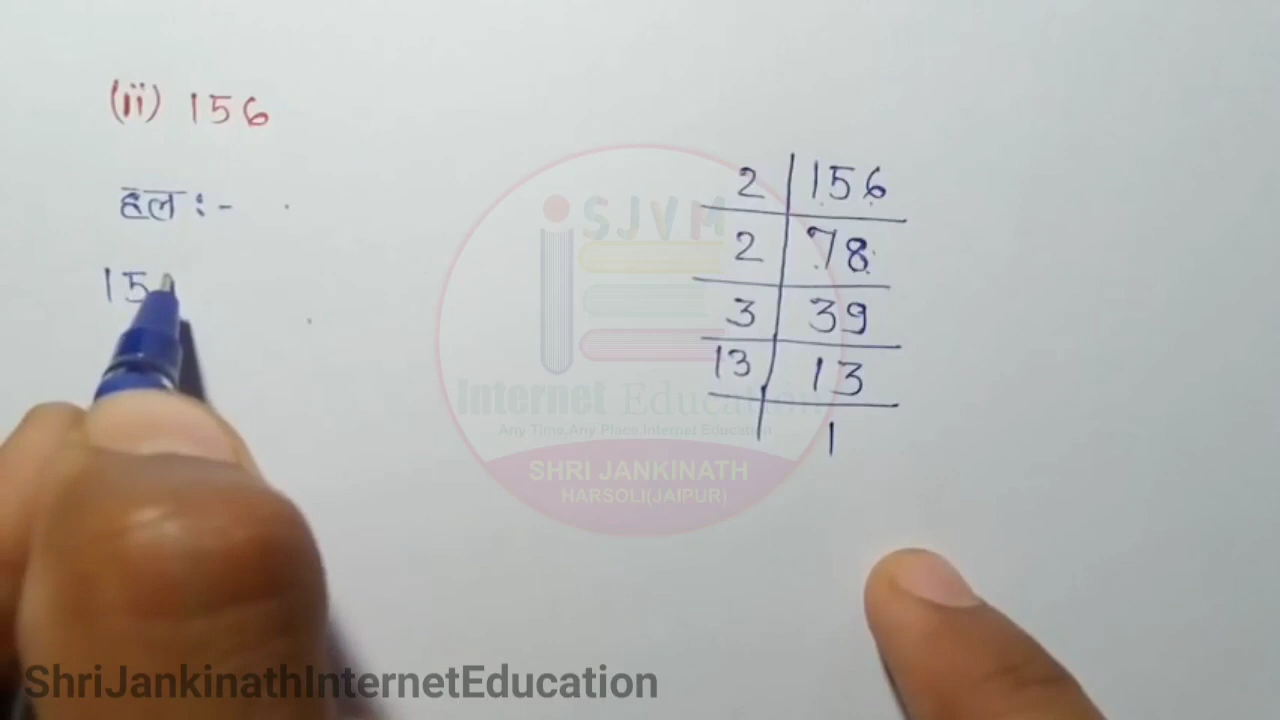 (ii) 156
हल :-
15
2 | 156
2 | 78
3 | 39
13 | 13
1
SJVM
Internet Education
Any Time,Any Place,Internet Education
SHRI JANKINATH
HARSOLI(JAIPUR)
ShriJankinathInternetEducation